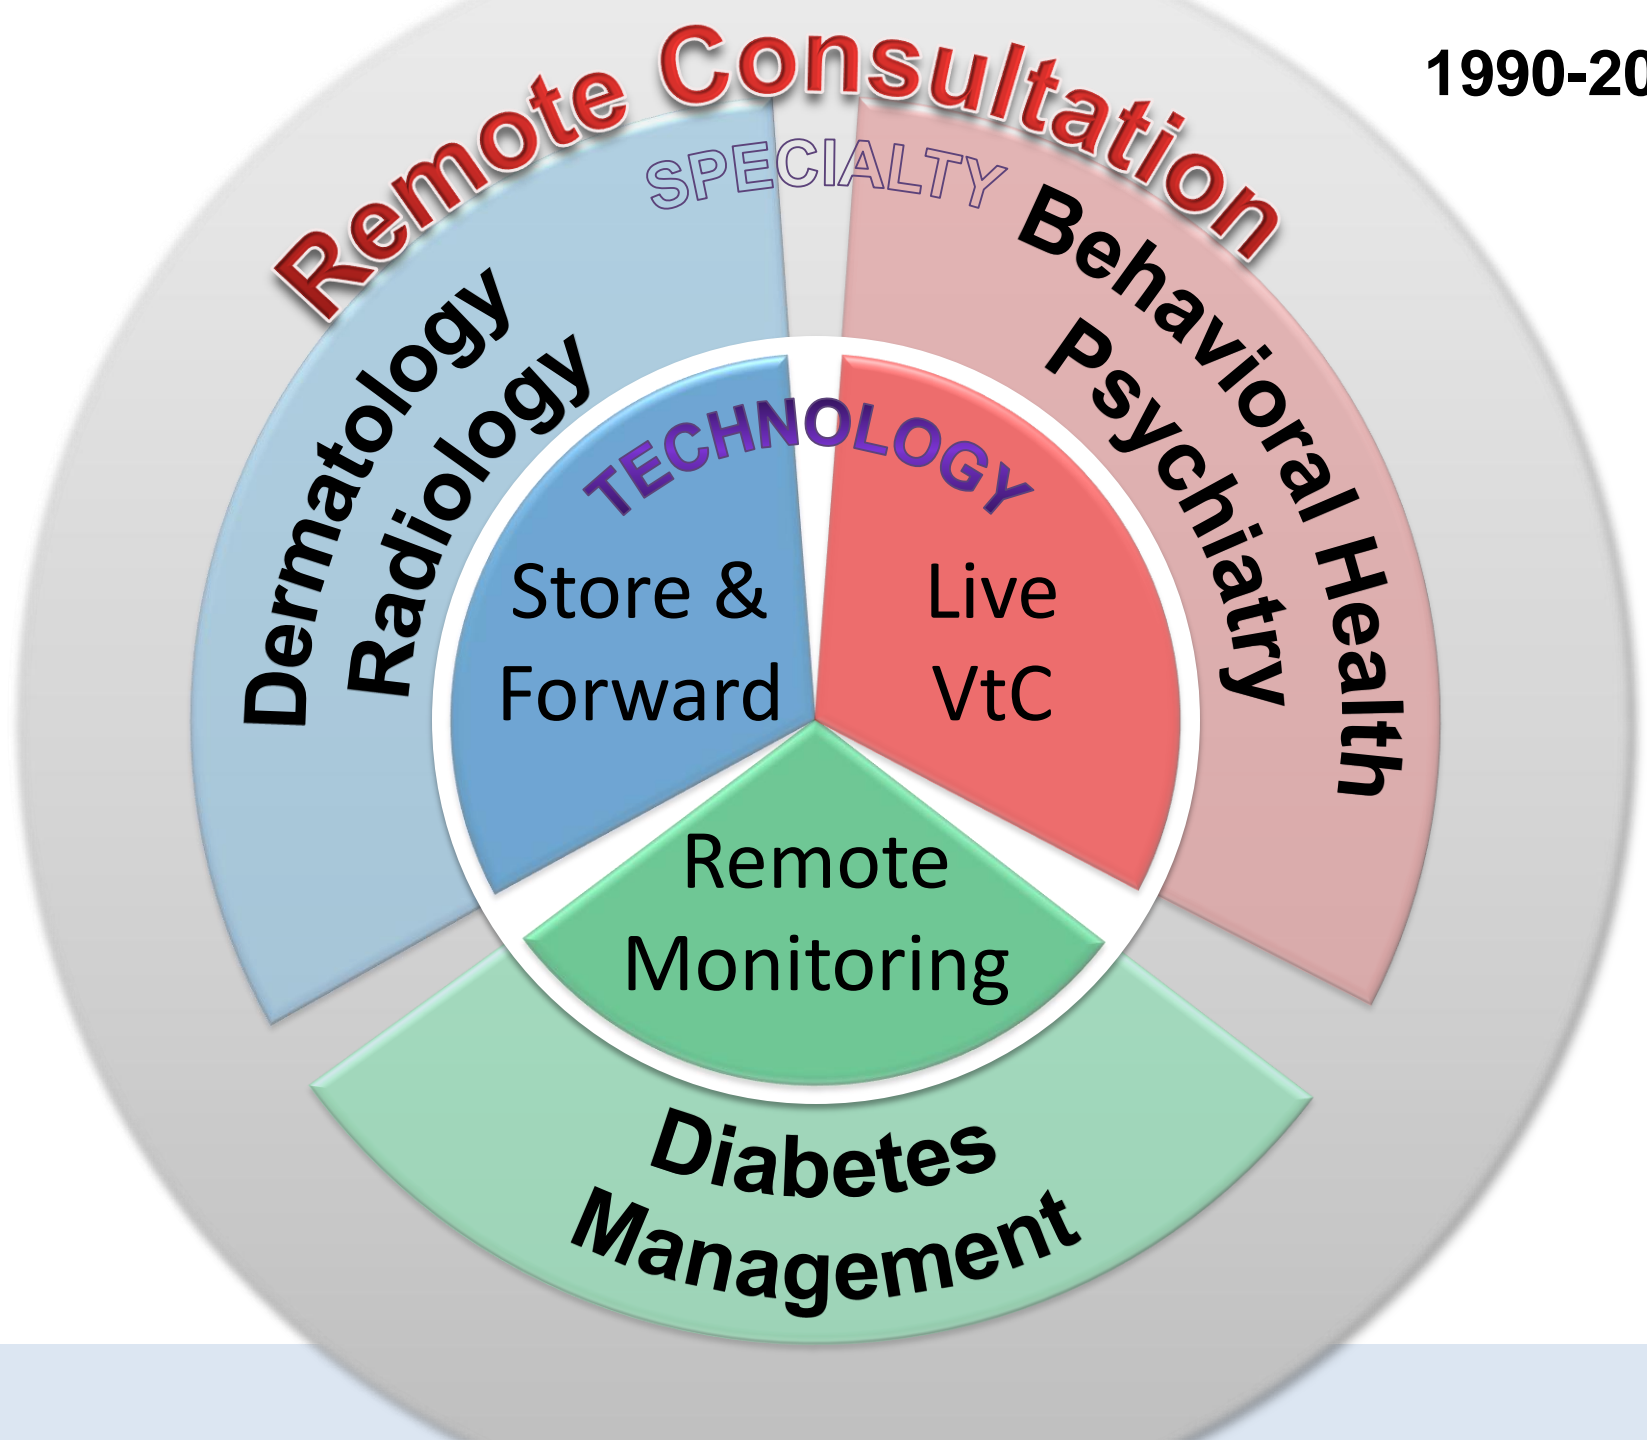 Remote Consultation
1990-20
SPECIALTY
Dermatology
Radiology
Behavioral Health
Psychiatry
TECHNOLOGY
Store &
Forward
Live
VtC
Remote
Monitoring
Diabetes
Management